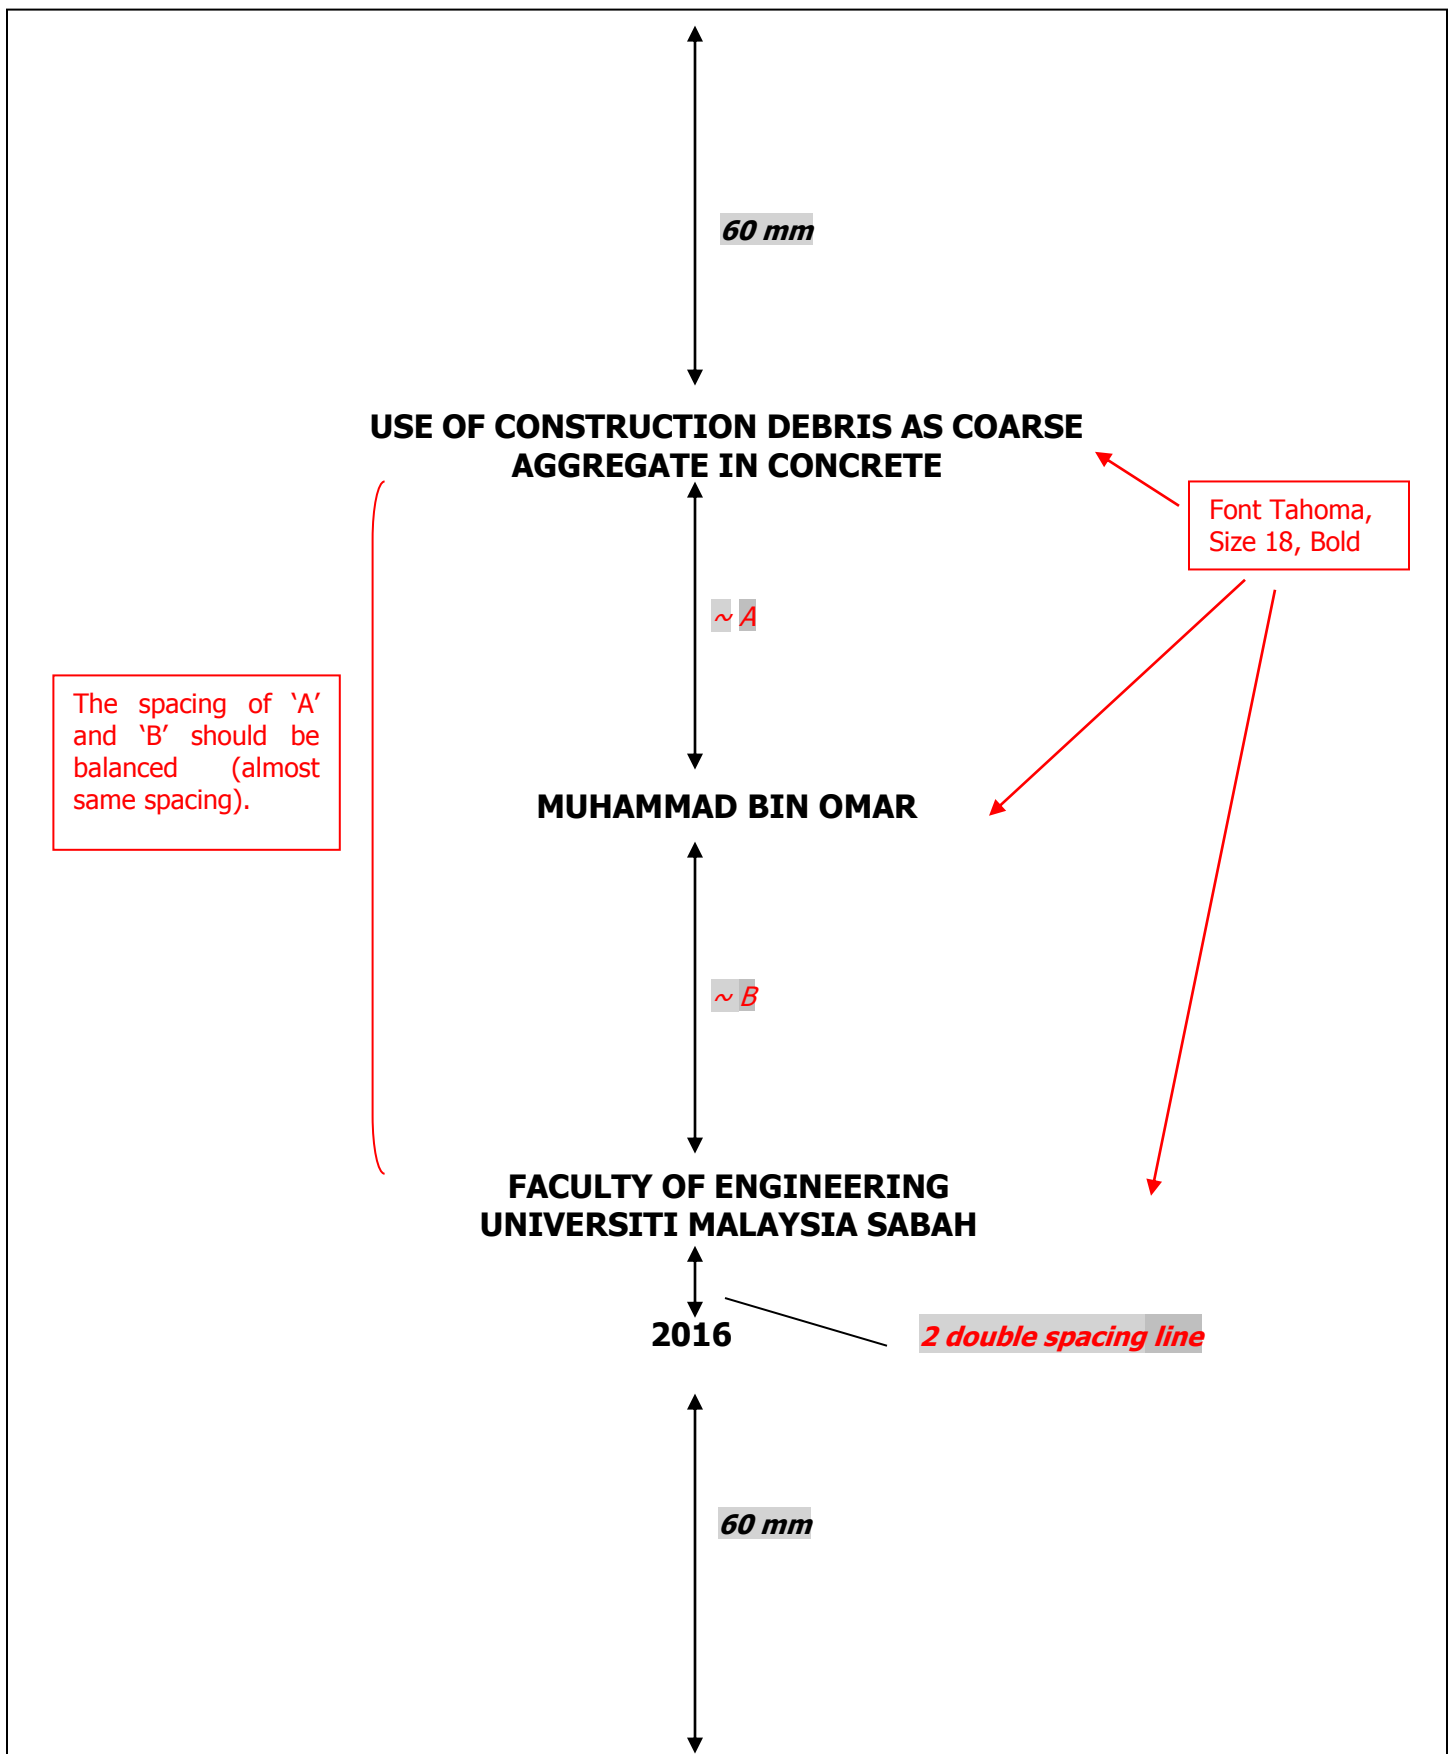 60 mm
USE OF CONSTRUCTION DEBRIS AS COARSE
AGGREGATE IN CONCRETE
Font Tahoma,
Size 18, Bold
~ A
The spacing of ‘A’
and ‘B’ should be
balanced (almost
same spacing).
MUHAMMAD BIN OMAR
~ B
FACULTY OF ENGINEERING
UNIVERSITI MALAYSIA SABAH
2016
2 double spacing line
60 mm